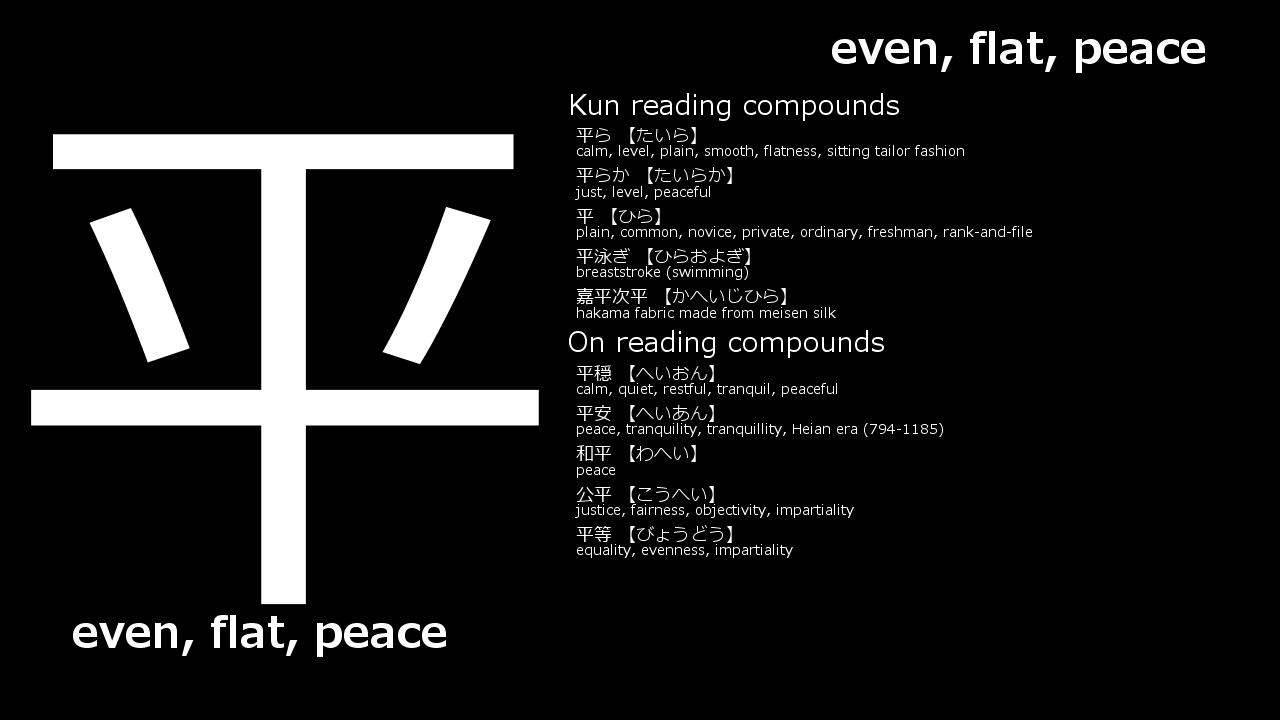 平
even, flat, peace
even, flat, peace
Kun reading compounds
平ら 【たいら】
calm, level, plain, smooth, flatness, sitting tailor fashion
平らか 【たいらか】
just, level, peaceful
平 【ひら】
plain, common, novice, private, ordinary, freshman, rank-and-file
平泳ぎ 【ひらおよぎ】
breaststroke (swimming)
嘉平次平 【かへいじひら】
hakama fabric made from meisen silk
On reading compounds
平穏 【へいおん】
calm, quiet, restful, tranquil, peaceful
平安 【へいあん】
peace, tranquility, tranquillity, Heian era (794-1185)
和平 【わへい】
peace
公平 【こうへい】
justice, fairness, objectivity, impartiality
平等 【びょうどう】
equality, evenness, impartiality